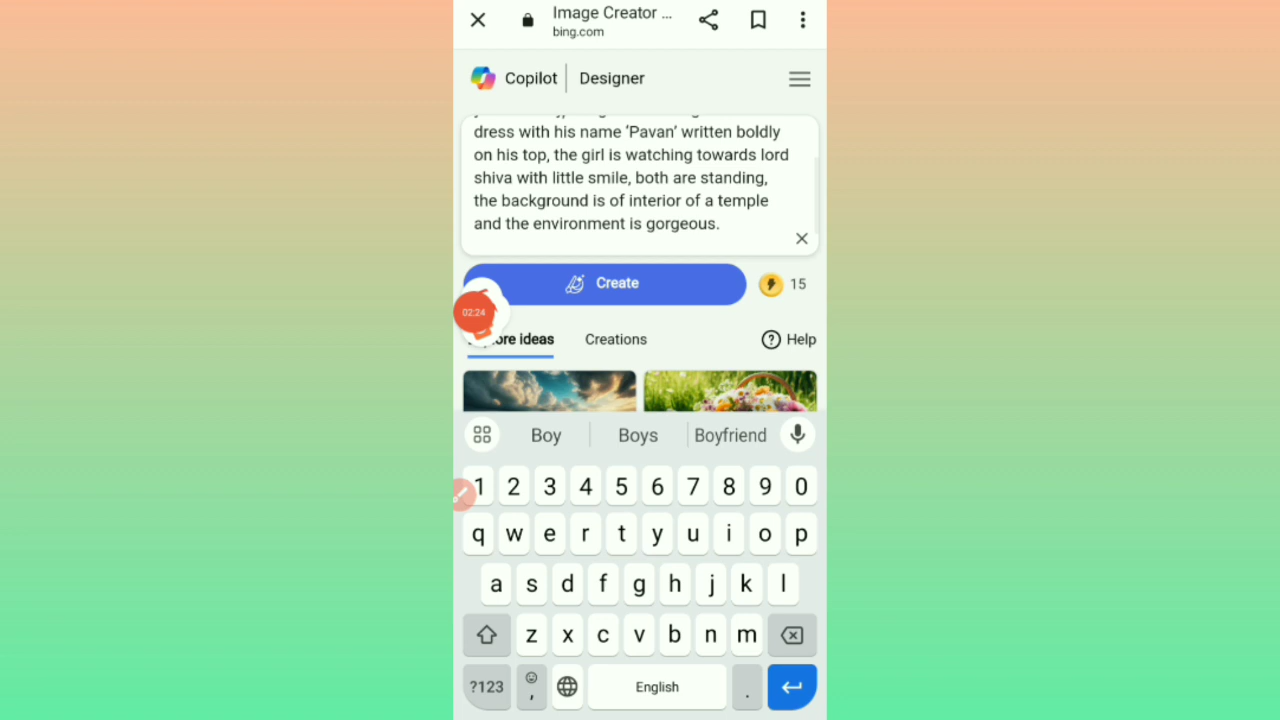 Image Creator ...
bing.com
Copilot | Designer
dress with his name ‘Pavan’ written boldly
on his top, the girl is watching towards lord
shiva with little smile, both are standing,
the background is of interior of a temple
and the environment is gorgeous.
Create 15
02:24
ore ideas Creations Help
Boy Boys Boyfriend
1 2 3 4 5 6 7 8 9 0
q w e r t y u i o p
a s d f g h j k l
z x c v b n m
?123 , English .